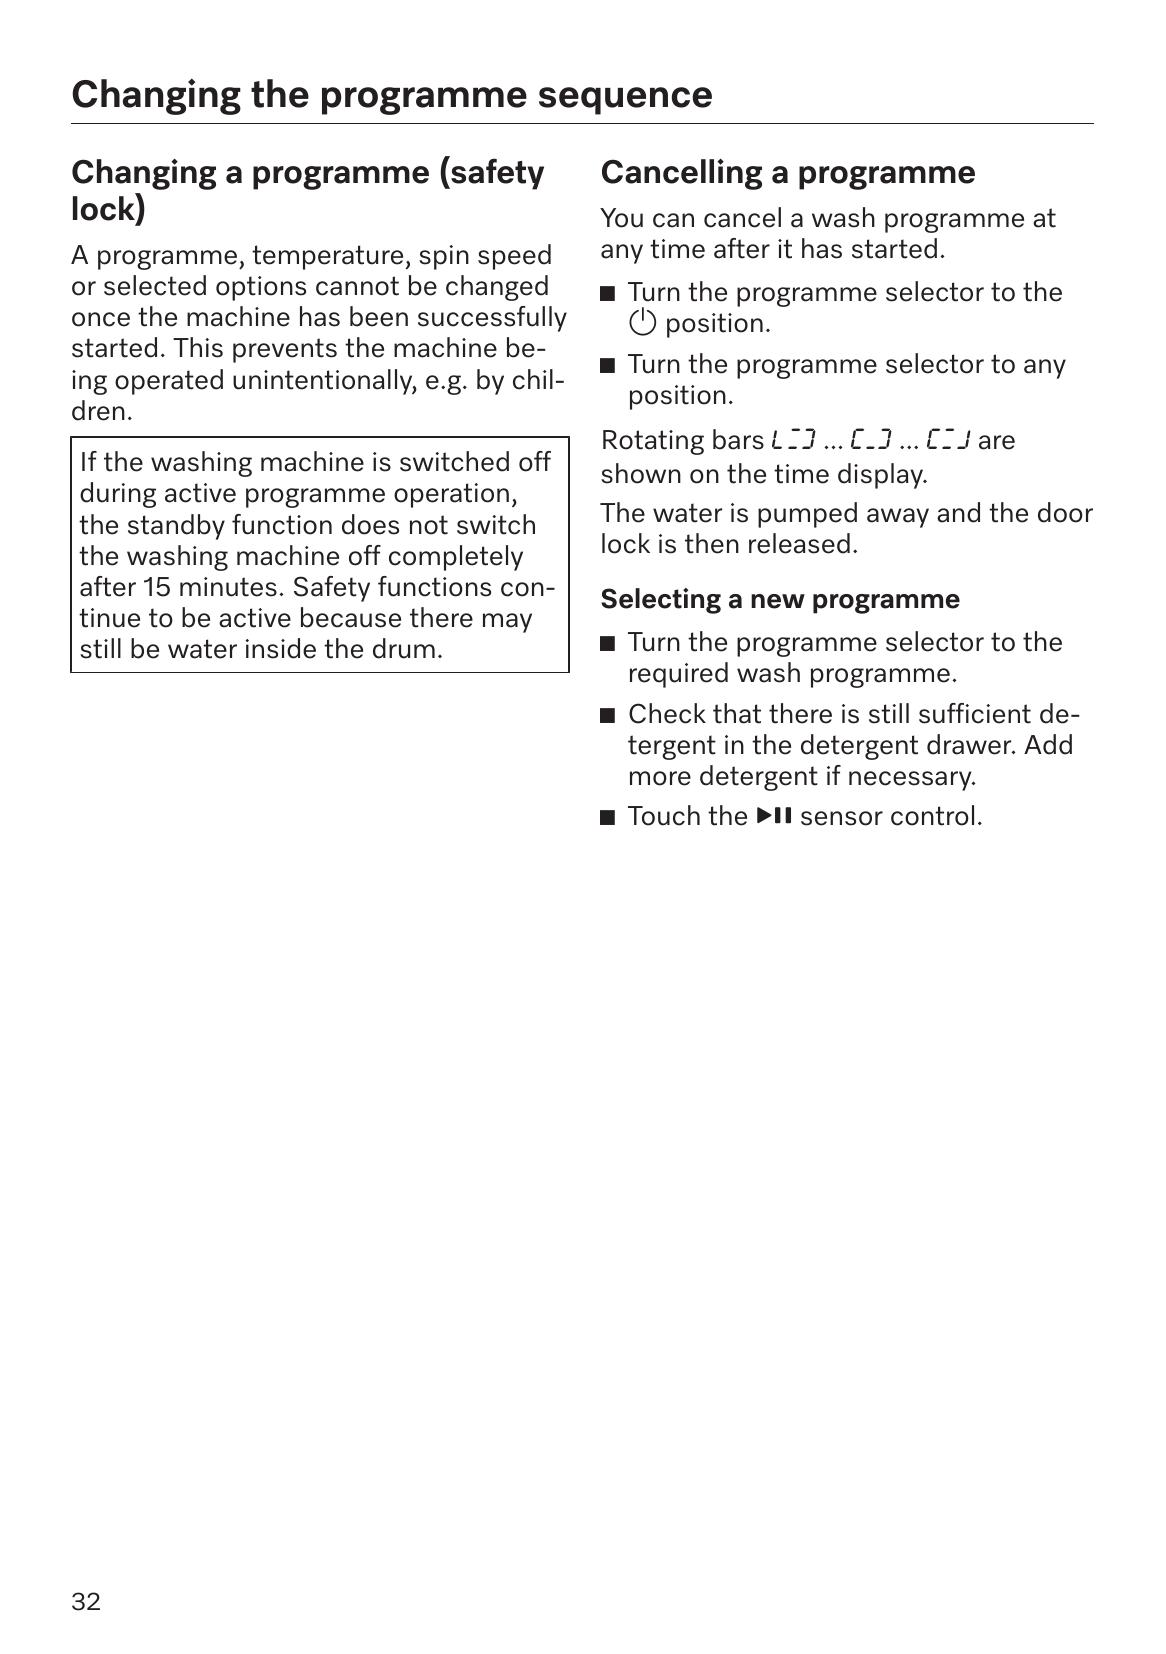 Changing the programme sequence
Changing a programme (safety
lock)
A programme, temperature, spin speed
or selected options cannot be changed
once the machine has been successfully
started. This prevents the machine be-
ing operated unintentionally, e.g. by chil-
dren.
If the washing machine is switched off
during active programme operation,
the standby function does not switch
the washing machine off completely
after 15 minutes. Safety functions con-
tinue to be active because there may
still be water inside the drum.
Cancelling a programme
You can cancel a wash programme at
any time after it has started.
■ Turn the programme selector to the
⏻ position.
■ Turn the programme selector to any
position.
Rotating bars ... ... are
shown on the time display.
The water is pumped away and the door
lock is then released.
Selecting a new programme
■ Turn the programme selector to the
required wash programme.
■ Check that there is still sufficient de-
tergent in the detergent drawer. Add
more detergent if necessary.
■ Touch the ▶II sensor control.
32